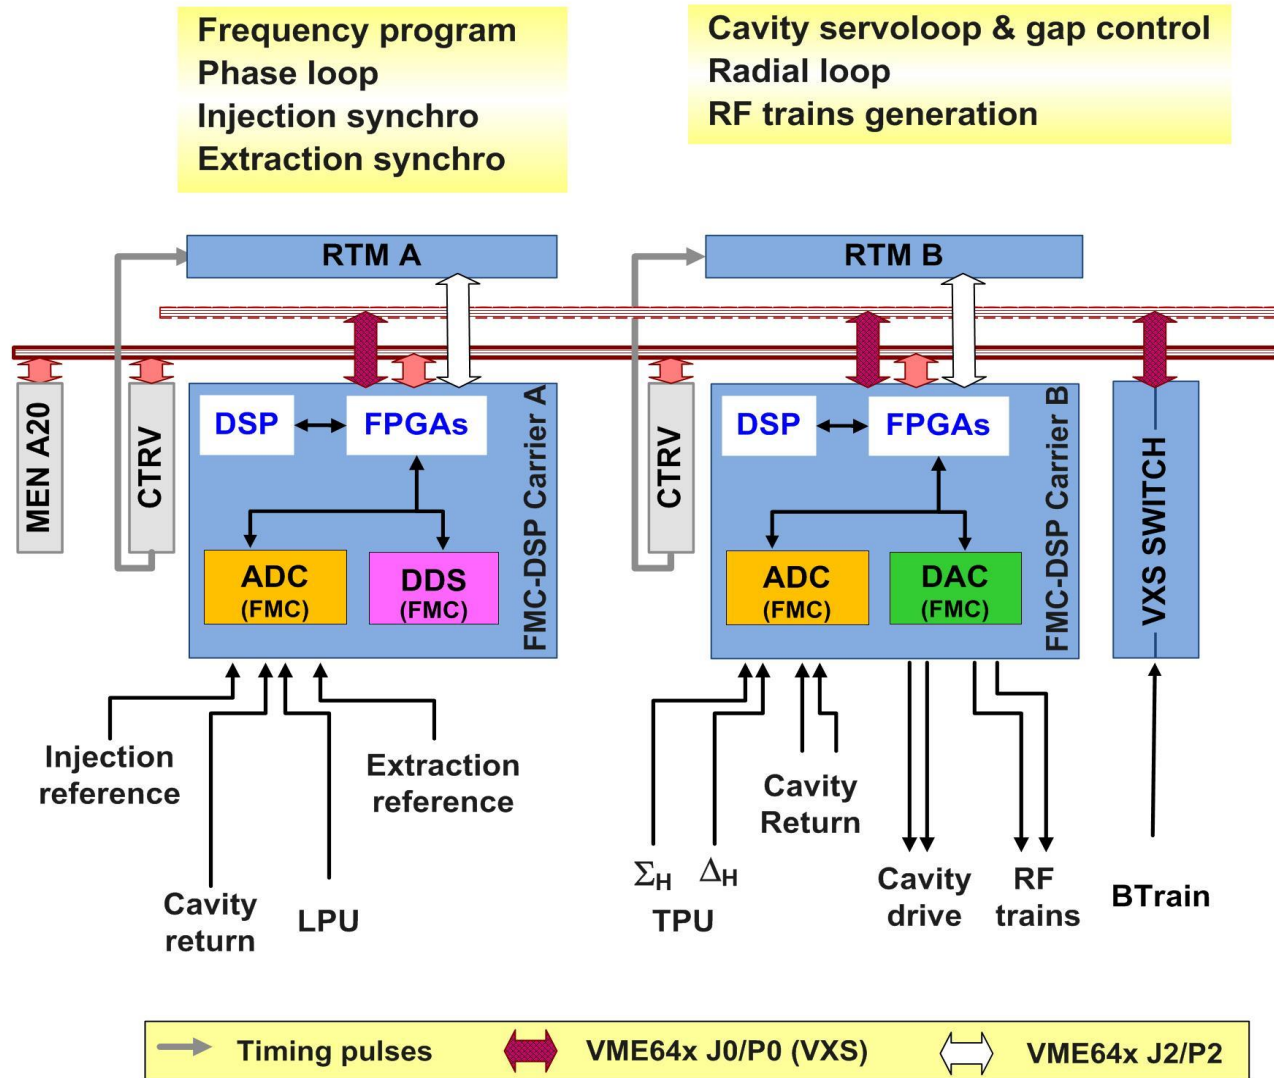 Frequency program
Phase loop
Injection synchro
Extraction synchro
Cavity servoloop & gap control
Radial loop
RF trains generation
RTM A
RTM B
MEN A20
CTRV
DSP
FPGAs
ADC
(FMC)
DDS
(FMC)
FMC-DSP Carrier A
CTRV
DSP
FPGAs
ADC
(FMC)
DAC
(FMC)
FMC-DSP Carrier B
VXS SWITCH
Injection
reference
Cavity
return
LPU
Extraction
reference
ΣH
ΔH
TPU
Cavity
Return
Cavity
drive
RF
trains
BTrain
Timing pulses
VME64x J0/P0 (VXS)
VME64x J2/P2